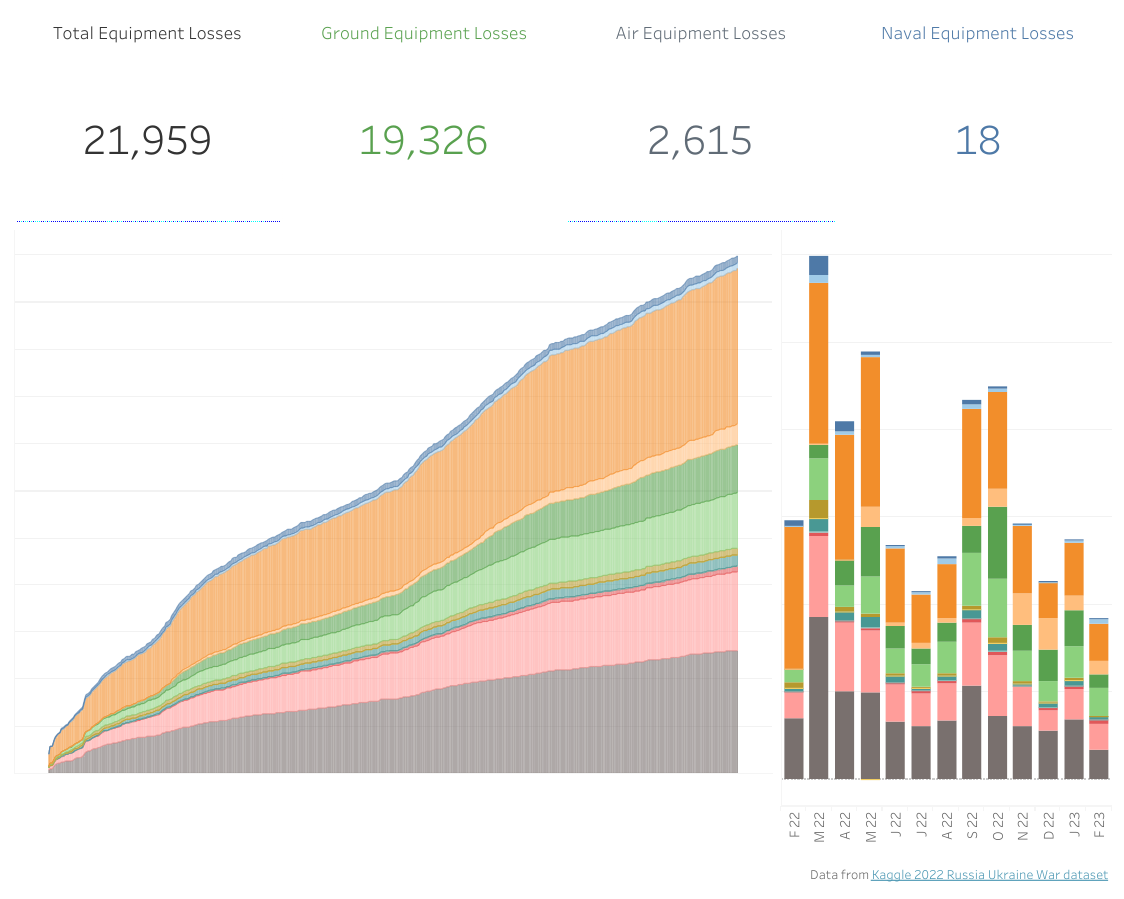 Total Equipment Losses
Ground Equipment Losses
Air Equipment Losses
Naval Equipment Losses
21,959
19,326
2,615
18
F 22
M 22
A 22
M 22
J 22
J 22
A 22
S 22
O 22
N 22
D 22
J 23
F 23
Data from Kaggle 2022 Russia Ukraine War dataset